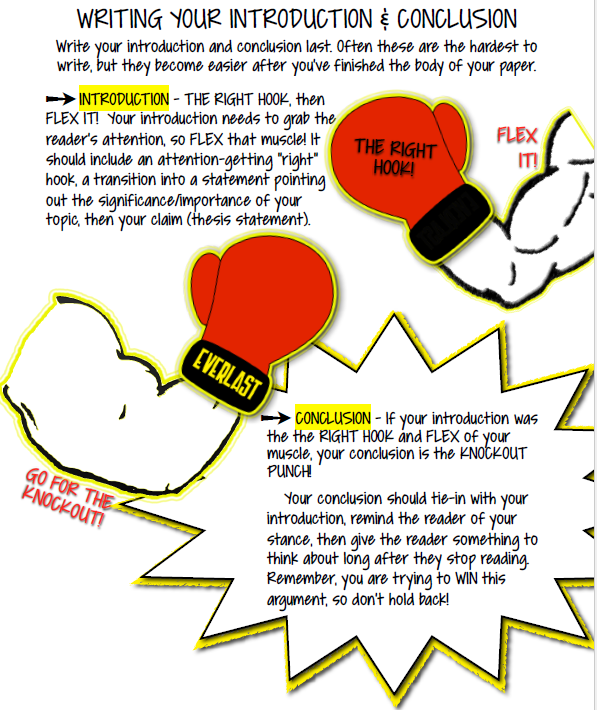 WRITING YOUR INTRODUCTION & CONCLUSION
Write your introduction and conclusion last. Often these are the hardest to
write, but they become easier after you've finished the body of your paper.
INTRODUCTION - THE RIGHT HOOK, then
FLEX IT! Your introduction needs to grab the
reader's attention, so FLEX that muscle! It
should include an attention-getting "right"
hook, a transition into a statement pointing
out the significance/importance of your
topic, then your claim (thesis statement).
THE RIGHT
HOOK!
FLEX
IT!
EVERLAST
GO FOR THE
KNOCKOUT!
CONCLUSION - If your introduction was
the the RIGHT HOOK and FLEX of your
muscle, your conclusion is the KNOCKOUT
PUNCH!
Your conclusion should tie-in with your
introduction, remind the reader of your
stance, then give the reader something to
think about long after they stop reading.
Remember, you are trying to WIN this
argument, so don't hold back!